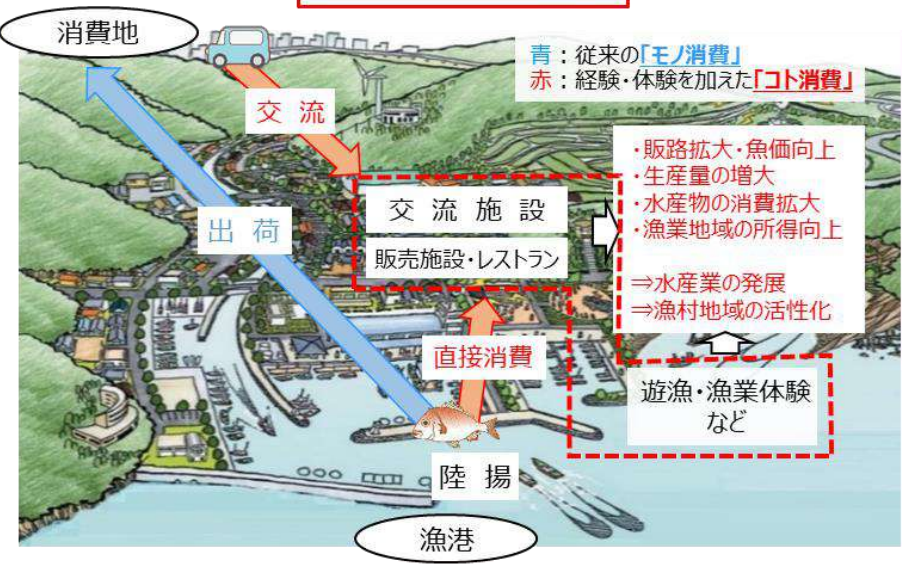 消費地
青：従来の「モノ消費」
赤：経験・体験を加えた「コト消費」
交流
・販路拡大・魚価向上
・生産量の増大
・水産物の消費拡大
・漁業地域の所得向上
⇒水産業の発展
⇒漁村地域の活性化
交流施設
販売施設・レストラン
出荷
直接消費
遊漁・漁業体験
など
陸揚
漁港